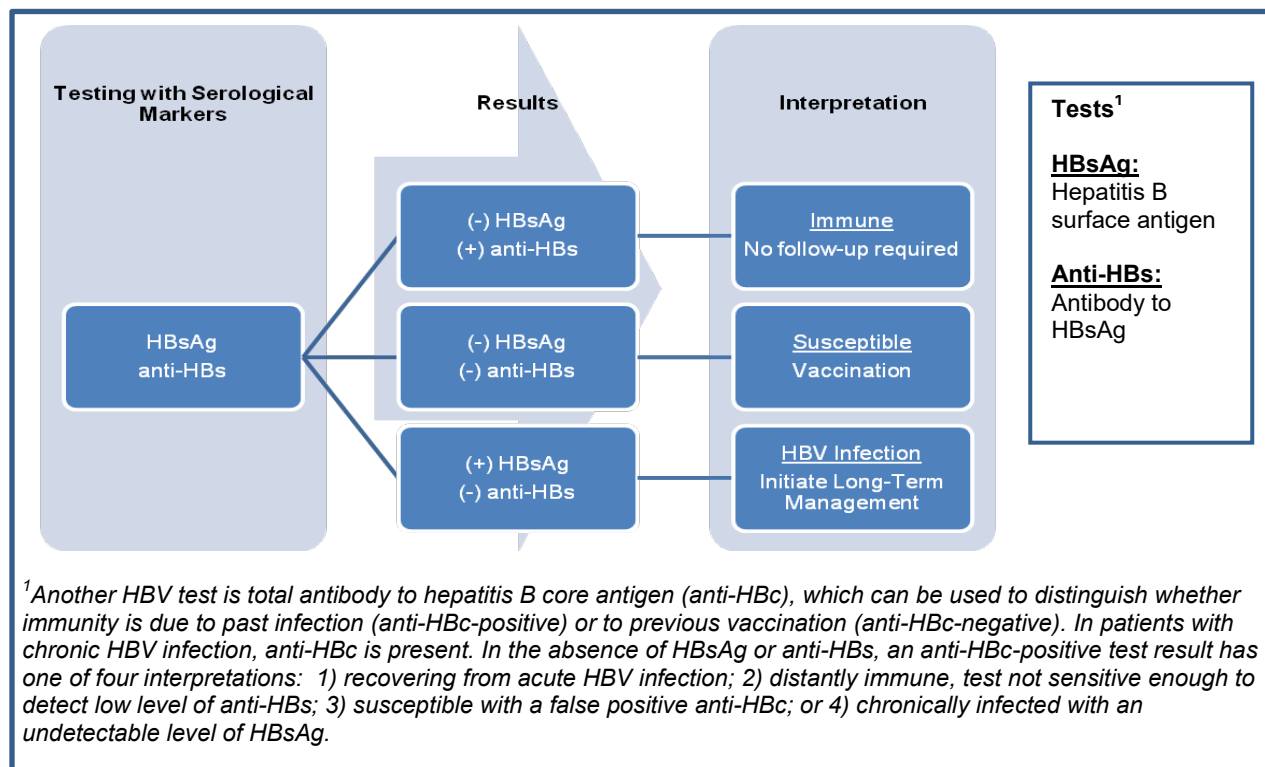 Testing with Serological
Markers
Results
Interpretation
HBsAg
anti-HBs
(-) HBsAg
(+) anti-HBs
(-) HBsAg
(-) anti-HBs
(+) HBsAg
(-) anti-HBs
Immune
No follow-up required
Susceptible
Vaccination
HBV Infection
Initiate Long-Term
Management
Tests¹
HBsAg:
Hepatitis B
surface antigen
Anti-HBs:
Antibody to
HBsAg
¹Another HBV test is total antibody to hepatitis B core antigen (anti-HBc), which can be used to distinguish whether
immunity is due to past infection (anti-HBc-positive) or to previous vaccination (anti-HBc-negative). In patients with
chronic HBV infection, anti-HBc is present. In the absence of HBsAg or anti-HBs, an anti-HBc-positive test result has
one of four interpretations: 1) recovering from acute HBV infection; 2) distantly immune, test not sensitive enough to
detect low level of anti-HBs; 3) susceptible with a false positive anti-HBc; or 4) chronically infected with an
undetectable level of HBsAg.